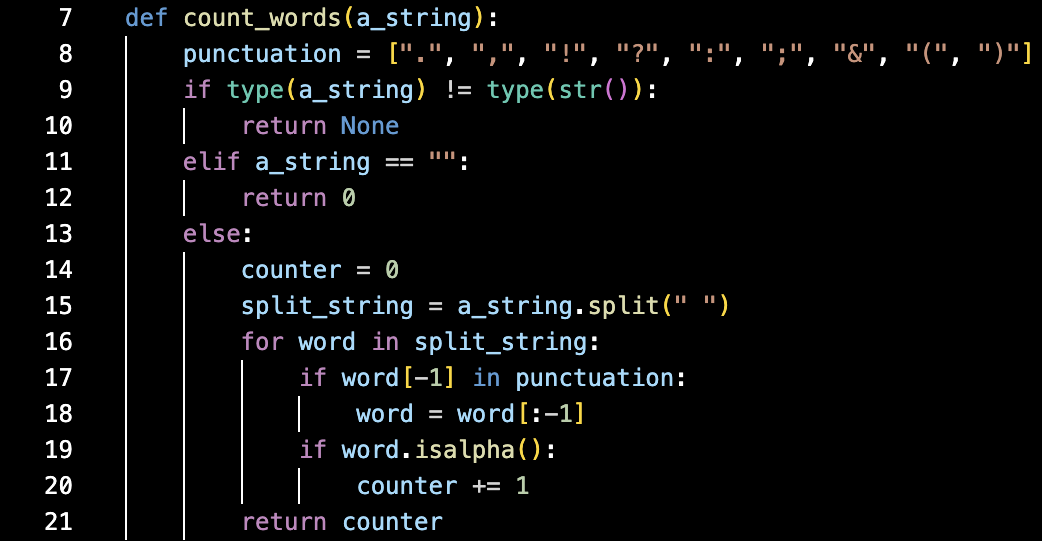 7 def count_words(a_string):
8     punctuation = [".", ",", "!", "?", ":", ";", "&", "(", ")"]
9     if type(a_string) != type(str()):
10         return None
11     elif a_string == "":
12         return 0
13     else:
14         counter = 0
15         split_string = a_string.split(" ")
16         for word in split_string:
17             if word[-1] in punctuation:
18                 word = word[:-1]
19             if word.isalpha():
20                 counter += 1
21         return counter